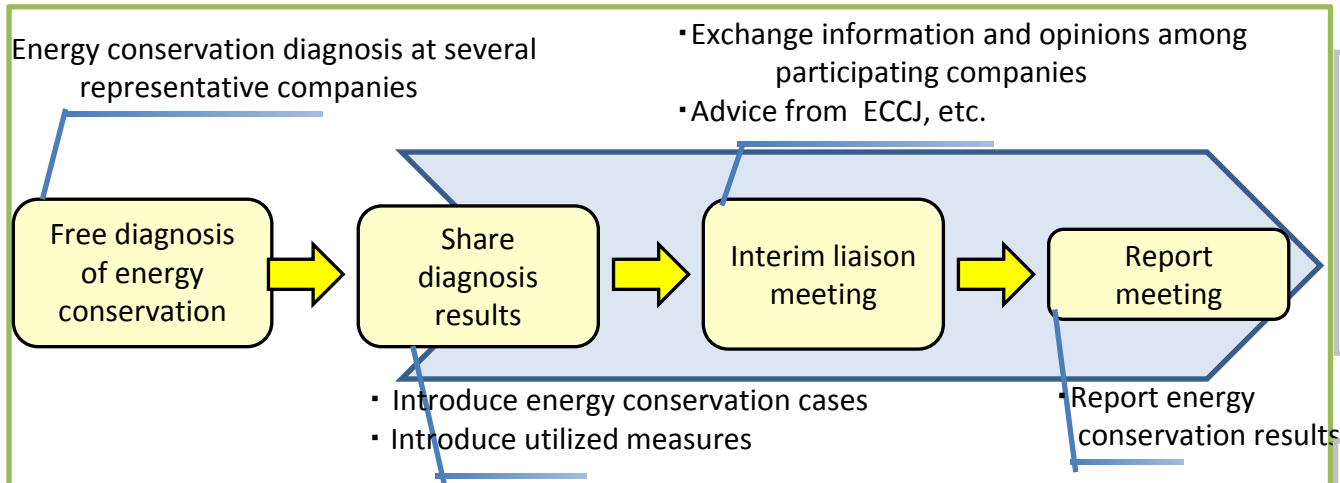 Energy conservation diagnosis at several
representative companies
・Exchange information and opinions among
participating companies
・Advice from ECCJ, etc.
Free diagnosis
of energy
conservation
Share
diagnosis
results
Interim liaison
meeting
Report
meeting
・ Introduce energy conservation cases
・ Introduce utilized measures
・Report energy
conservation results